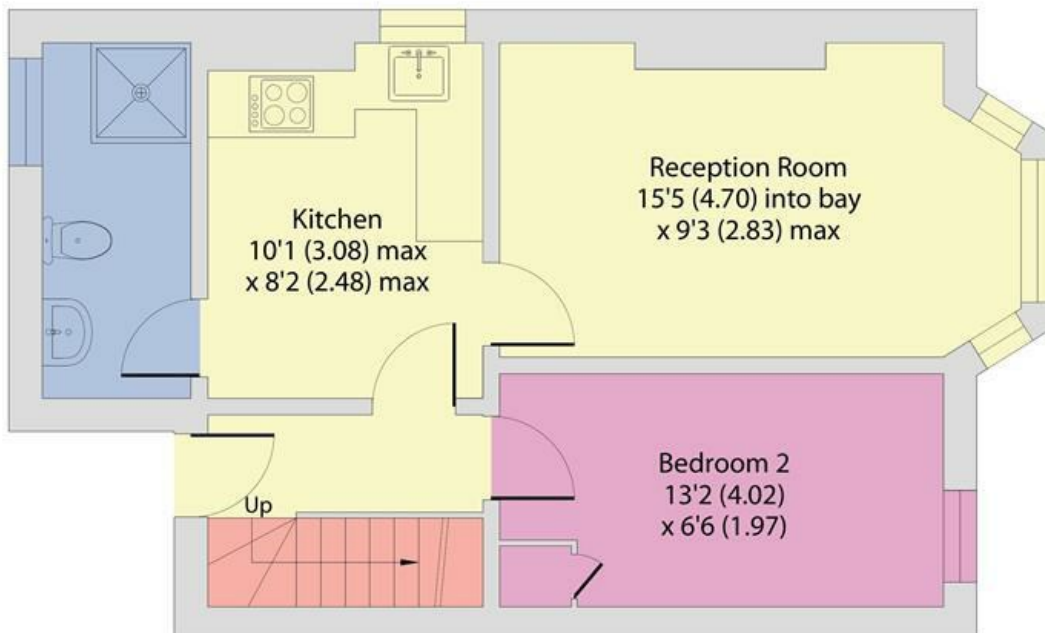 Kitchen
10'1 (3.08) max
x 8'2 (2.48) max
Reception Room
15'5 (4.70) into bay
x 9'3 (2.83) max
Up
Bedroom 2
13'2 (4.02)
x 6'6 (1.97)